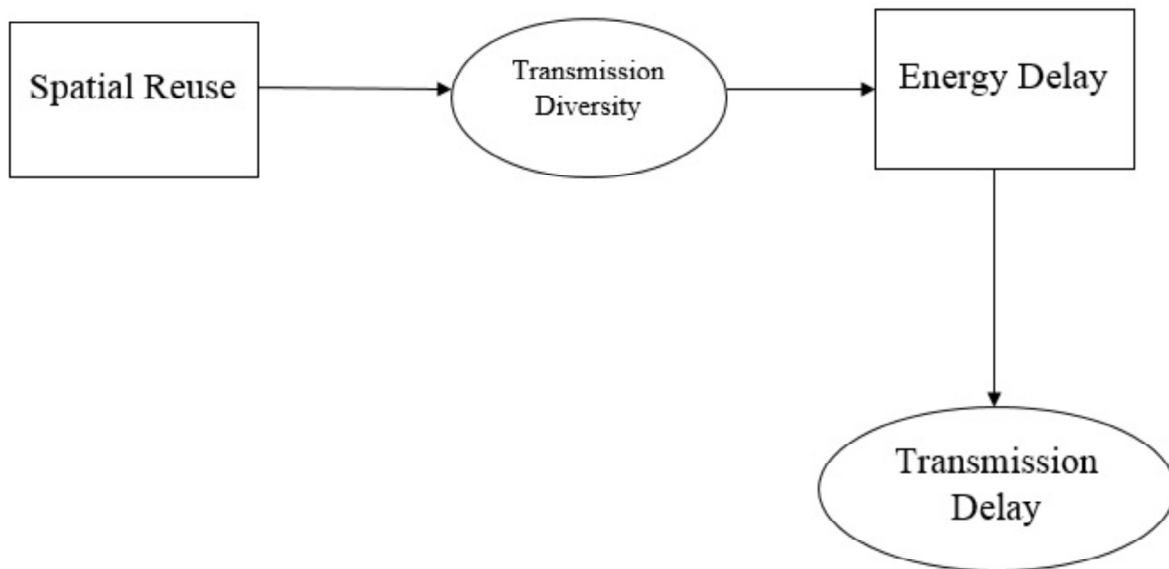 Spatial Reuse
Transmission
Diversity
Energy Delay
Transmission
Delay